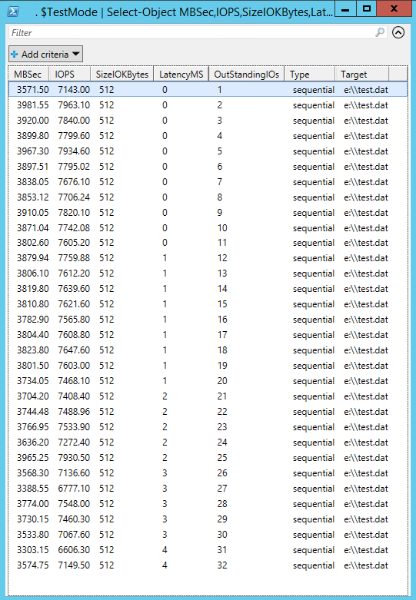 . $TestMode | Select-Object MBSec,IOPS,SizeIOKBytes,Lat...
Filter
Add criteria
MBSec IOPS SizeIOKBytes LatencyMS OutStandingIOs Type Target
3571.50 7143.00 512 0 1 sequential e:\\test.dat
3981.55 7963.10 512 0 2 sequential e:\\test.dat
3920.00 7840.00 512 0 3 sequential e:\\test.dat
3899.80 7799.60 512 0 4 sequential e:\\test.dat
3967.30 7934.60 512 0 5 sequential e:\\test.dat
3897.51 7795.02 512 0 6 sequential e:\\test.dat
3838.05 7676.10 512 0 7 sequential e:\\test.dat
3853.12 7706.24 512 0 8 sequential e:\\test.dat
3910.05 7820.10 512 0 9 sequential e:\\test.dat
3871.04 7742.08 512 0 10 sequential e:\\test.dat
3802.60 7605.20 512 0 11 sequential e:\\test.dat
3879.94 7759.88 512 1 12 sequential e:\\test.dat
3806.10 7612.20 512 1 13 sequential e:\\test.dat
3819.80 7639.60 512 1 14 sequential e:\\test.dat
3810.80 7621.60 512 1 15 sequential e:\\test.dat
3782.90 7565.80 512 1 16 sequential e:\\test.dat
3804.40 7608.80 512 1 17 sequential e:\\test.dat
3823.80 7647.60 512 1 18 sequential e:\\test.dat
3801.50 7603.00 512 1 19 sequential e:\\test.dat
3734.05 7468.10 512 1 20 sequential e:\\test.dat
3704.20 7408.40 512 2 21 sequential e:\\test.dat
3744.48 7488.96 512 2 22 sequential e:\\test.dat
3766.95 7533.90 512 2 23 sequential e:\\test.dat
3636.20 7272.40 512 2 24 sequential e:\\test.dat
3965.25 7930.50 512 2 25 sequential e:\\test.dat
3568.30 7136.60 512 3 26 sequential e:\\test.dat
3388.55 6777.10 512 3 27 sequential e:\\test.dat
3774.00 7548.00 512 3 28 sequential e:\\test.dat
3730.15 7460.30 512 3 29 sequential e:\\test.dat
3533.80 7067.60 512 3 30 sequential e:\\test.dat
3303.15 6606.30 512 4 31 sequential e:\\test.dat
3574.75 7149.50 512 4 32 sequential e:\\test.dat